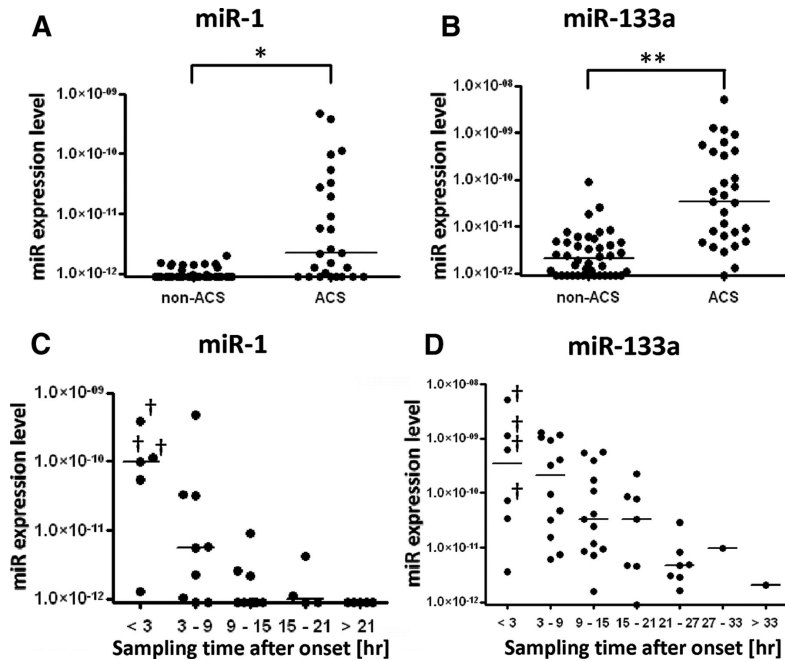 A miR-1
*
miR expression level
1.0×10-09
1.0×10-10
1.0×10-11
1.0×10-12
non-ACS ACS
B miR-133a
**
miR expression level
1.0×10-08
1.0×10-09
1.0×10-10
1.0×10-11
1.0×10-12
non-ACS ACS
C miR-1
miR expression level
1.0×10-09
1.0×10-10
1.0×10-11
1.0×10-12
†
† †
< 3 3 - 9 9 - 15 15 - 21 > 21
Sampling time after onset [hr]
D miR-133a
miR expression level
1.0×10-08
1.0×10-09
1.0×10-10
1.0×10-11
1.0×10-12
†
†
†
†
< 3 3 - 9 9 - 15 15 - 21 21 - 27 27 - 33 > 33
Sampling time after onset [hr]